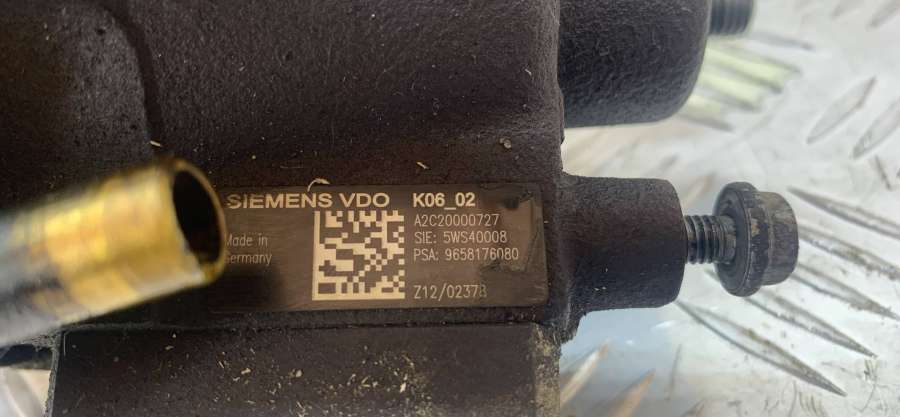 SIEMENS VDO K06_02
A2C20000727
SIE: 5WS40008
Made in
Germany
PSA: 9658176080
Z12/02378